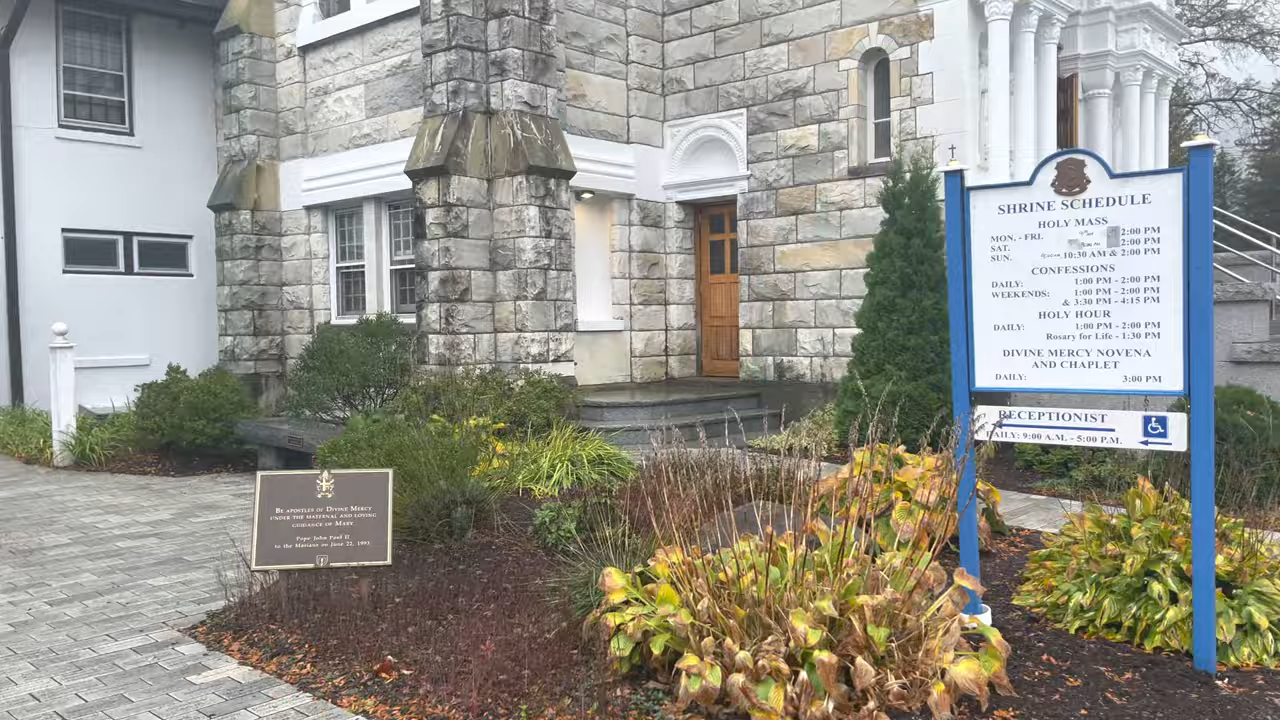 BE APOSTLES OF DIVINE MERCY
UNDER THE MATERNAL AND LOVING
GUIDANCE OF MARY
Pope John Paul II
to the Marians on June 22, 1993
SHRINE SCHEDULE
HOLY MASS
MON. - FRI. 2:00 PM
SAT. 2:00 PM
SUN. 10:30 AM & 2:00 PM
CONFESSIONS
DAILY: 1:00 PM - 2:00 PM
WEEKENDS: 1:00 PM - 2:00 PM
& 3:30 PM - 4:15 PM
HOLY HOUR
DAILY: 1:00 PM - 2:00 PM
Rosary for Life - 1:30 PM
DIVINE MERCY NOVENA
AND CHAPLET
DAILY: 3:00 PM
RECEPTIONIST
DAILY: 9:00 A.M. - 5:00 P.M.